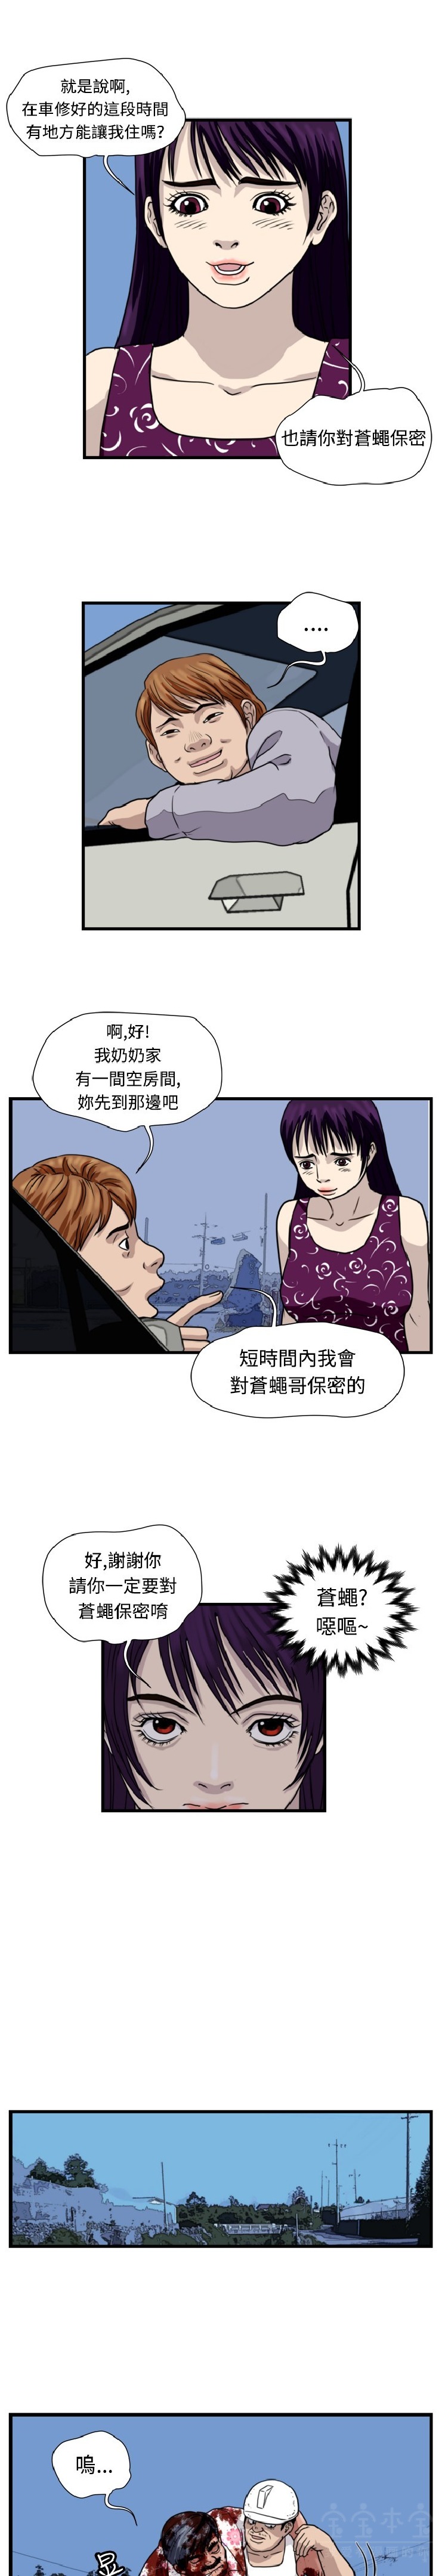 就是說啊,
在車修好的這段時間
有地方能讓我住嗎?
也請你對蒼蠅保密
....
啊,好!
我奶奶家
有一間空房間,
妳先到那邊吧
短時間內我會
對蒼蠅哥保密的
好,謝謝你
請你一定要對
蒼蠅保密唷
蒼蠅?
噁嘔~
嗚...